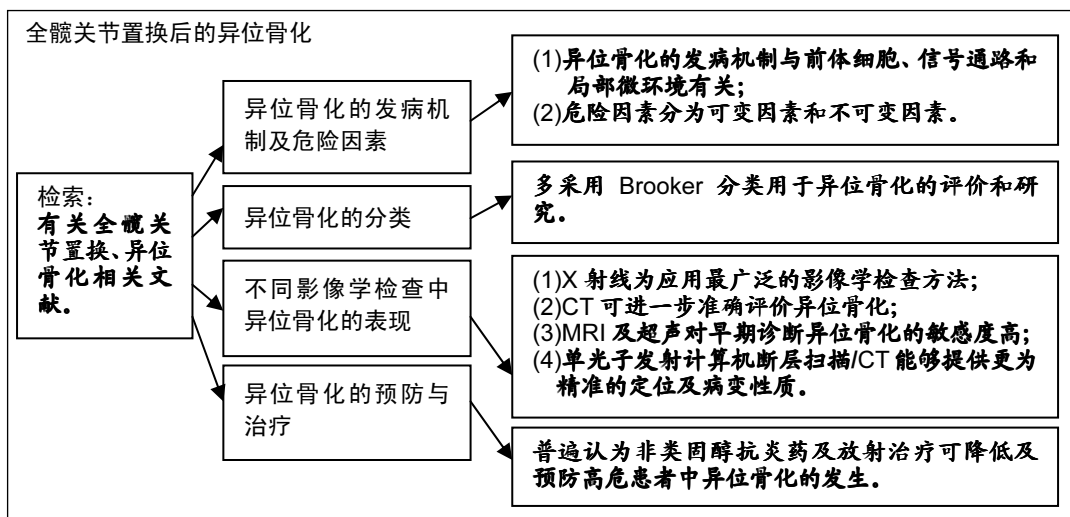 全髋关节置换后的异位骨化
检索：
有关全髋关
节置换、异位
骨化相关文
献。
异位骨化的发病机
制及危险因素
(1)异位骨化的发病机制与前体细胞、信号通路和
局部微环境有关；
(2)危险因素分为可变因素和不可变因素。
异位骨化的分类
多采用 Brooker 分类用于异位骨化的评价和研
究。
不同影像学检查中
异位骨化的表现
(1)X 射线为应用最广泛的影像学检查方法；
(2)CT 可进一步准确评价异位骨化；
(3)MRI 及超声对早期诊断异位骨化的敏感度高；
(4)单光子发射计算机断层扫描/CT 能够提供更为
精准的定位及病变性质。
异位骨化的预防与
治疗
普遍认为非类固醇抗炎药及放射治疗可降低及
预防高危患者中异位骨化的发生。